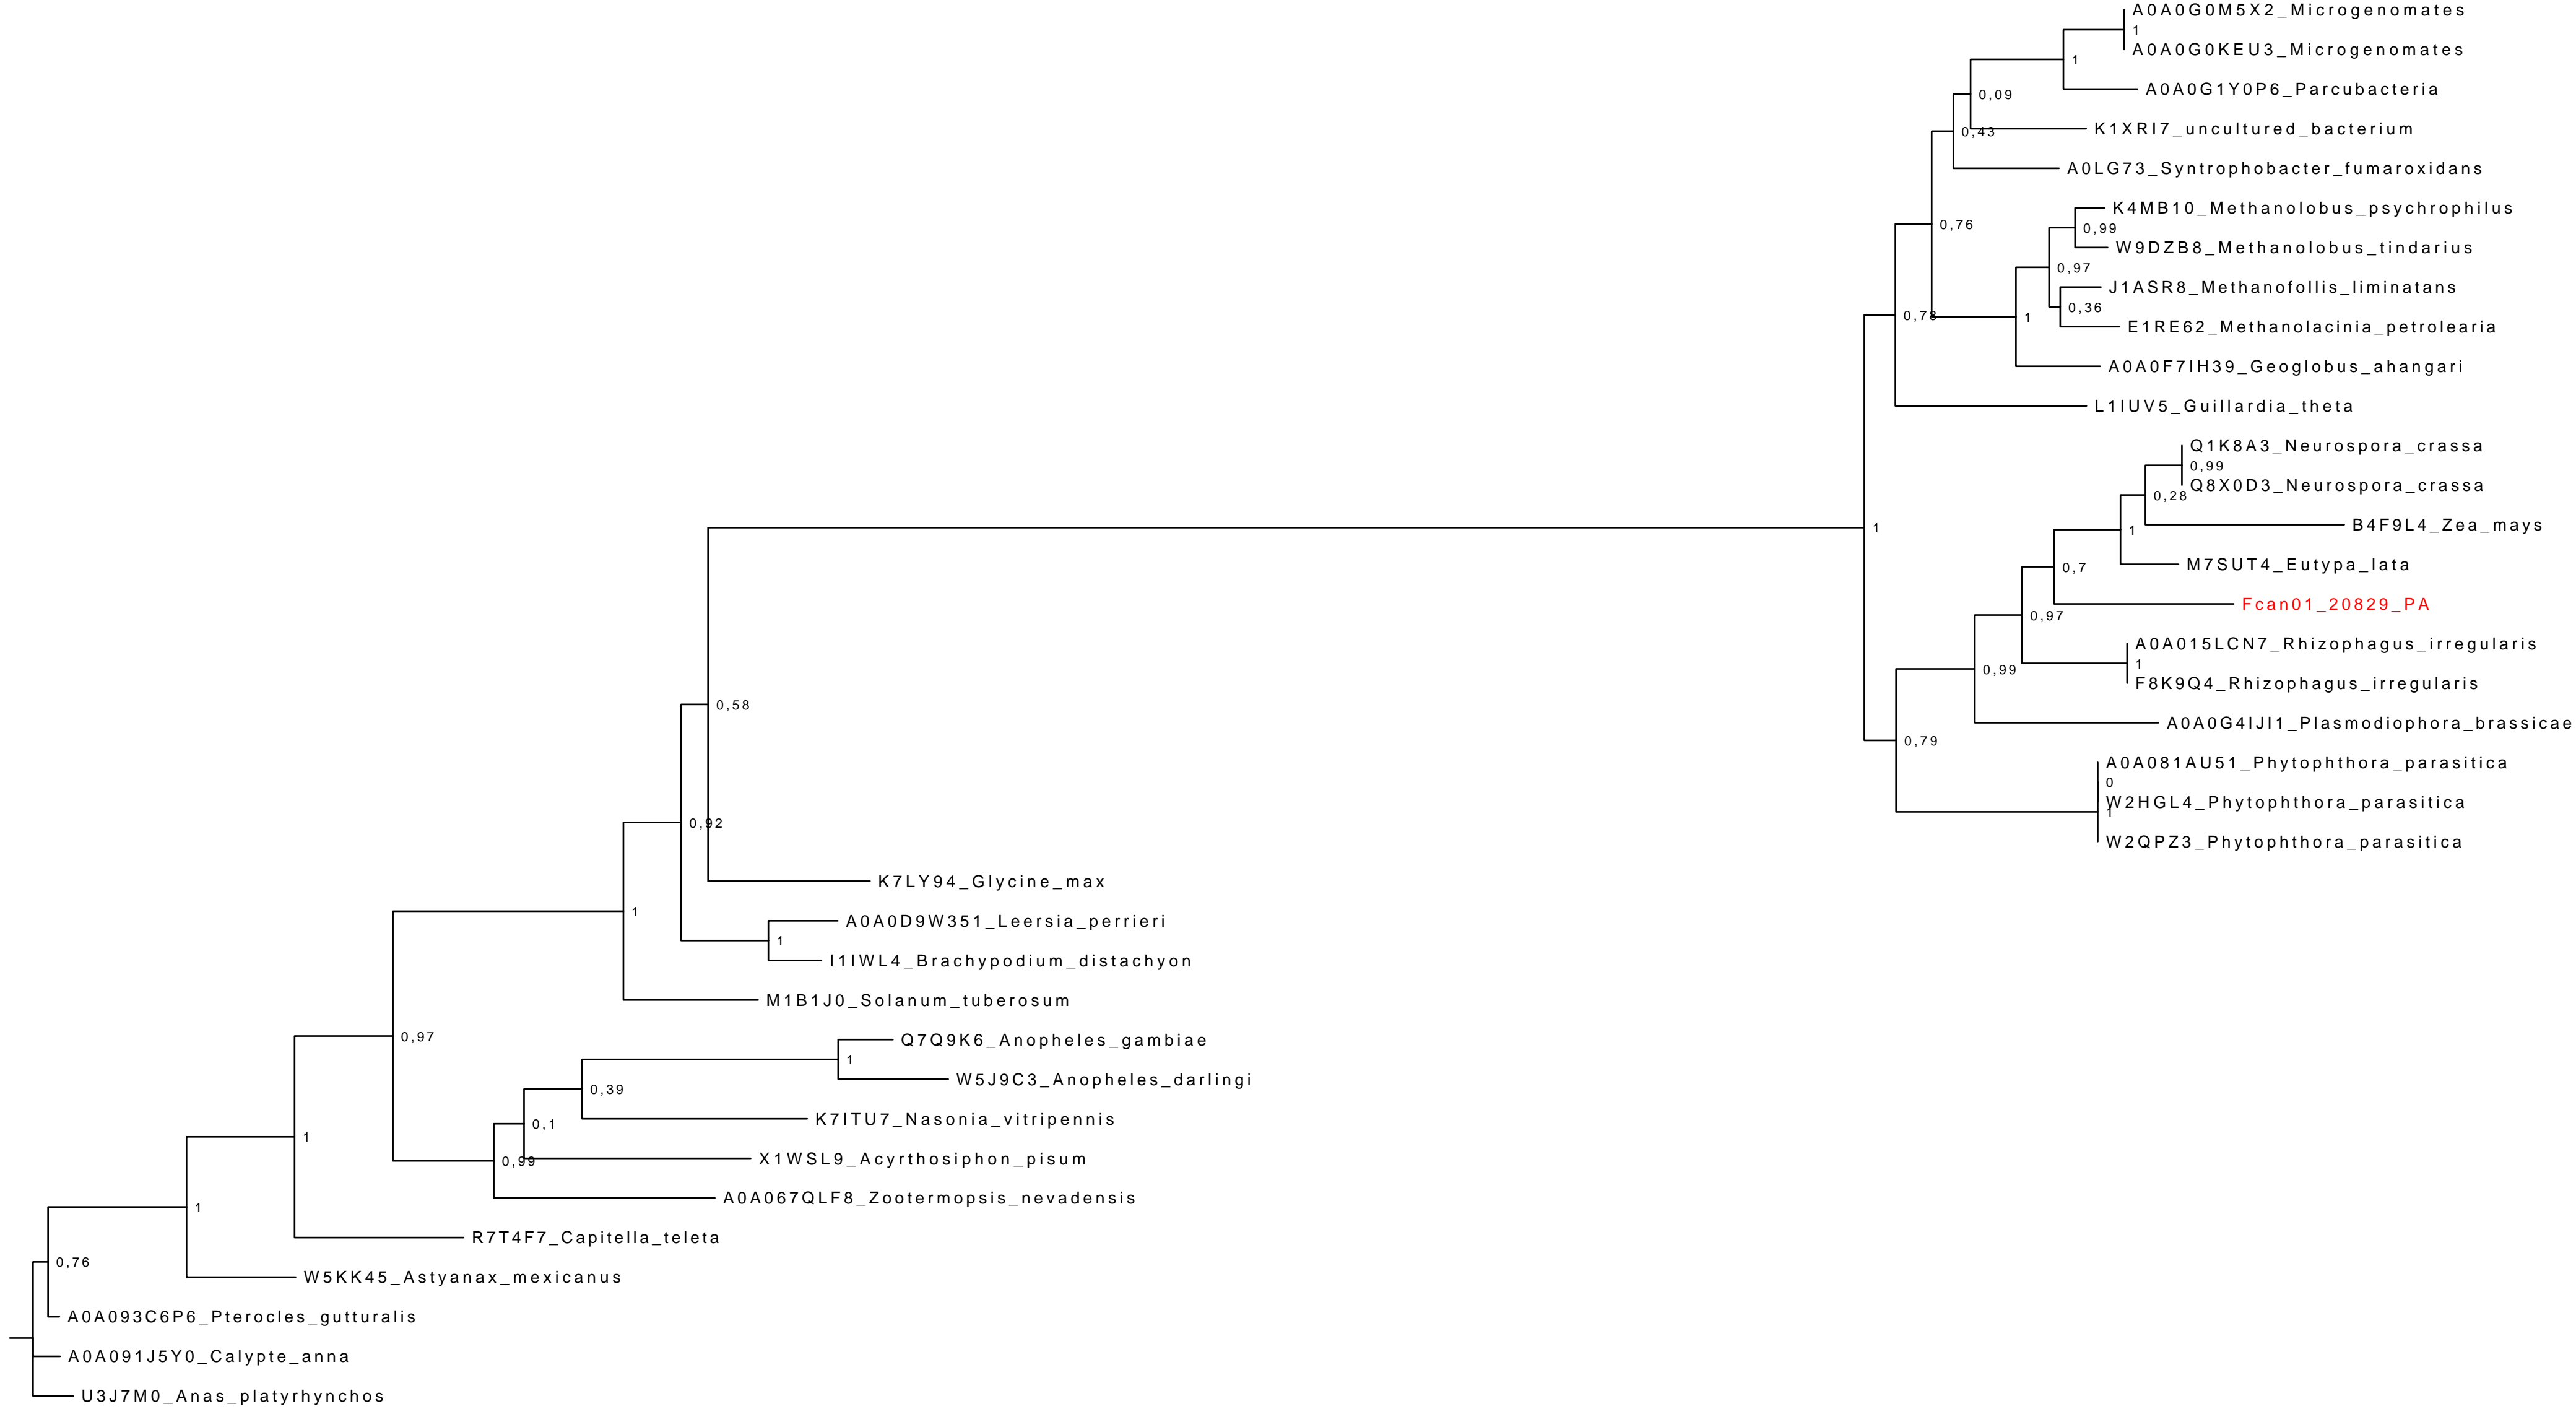 A0A0G0M5X2_Microgenomates
1
A0A0G0KEU3_Microgenomates
1
A0A0G1Y0P6_Parcubacteria
0,09
K1XRI7_uncultured_bacterium
0,43
A0LG73_Syntrophobacter_fumaroxidans
K4MB10_Methanolobus_psychrophilus
0,76
0,99
W9DZB8_Methanolobus_tindarius
0,97
J1ASR8_Methanofollis_liminatans
0,36
0,78
1
E1RE62_Methanolacinia_petrolearia
A0A0F7IH39_Geoglobus_ahangari
L1IUV5_Guillardia_theta
Q1K8A3_Neurospora_crassa
0,99
Q8X0D3_Neurospora_crassa
0,28
B4F9L4_Zea_mays
1
1
M7SUT4_Eutypa_lata
0,7
Fcan01_20829_PA
0,97
A0A015LCN7_Rhizophagus_irregularis
1
0,99
F8K9Q4_Rhizophagus_irregularis
0,58
A0A0G4IJI1_Plasmodiophora_brassicae
0,79
A0A081AU51_Phytophthora_parasitica
0
W2HGL4_Phytophthora_parasitica
1
0,92
W2QPZ3_Phytophthora_parasitica
K7LY94_Glycine_max
1
A0A0D9W351_Leersia_perrieri
1
I1IWL4_Brachypodium_distachyon
M1B1J0_Solanum_tuberosum
0,97
Q7Q9K6_Anopheles_gambiae
1
W5J9C3_Anopheles_darlingi
0,39
K7ITU7_Nasonia_vitripennis
0,1
1
X1WSL9_Acyrthosiphon_pisum
0,99
A0A067QLF8_Zootermopsis_nevadensis
1
R7T4F7_Capitella_teleta
0,76
W5KK45_Astyanax_mexicanus
A0A093C6P6_Pterocles_gutturalis
A0A091J5Y0_Calypte_anna
U3J7M0_Anas_platyrhynchos